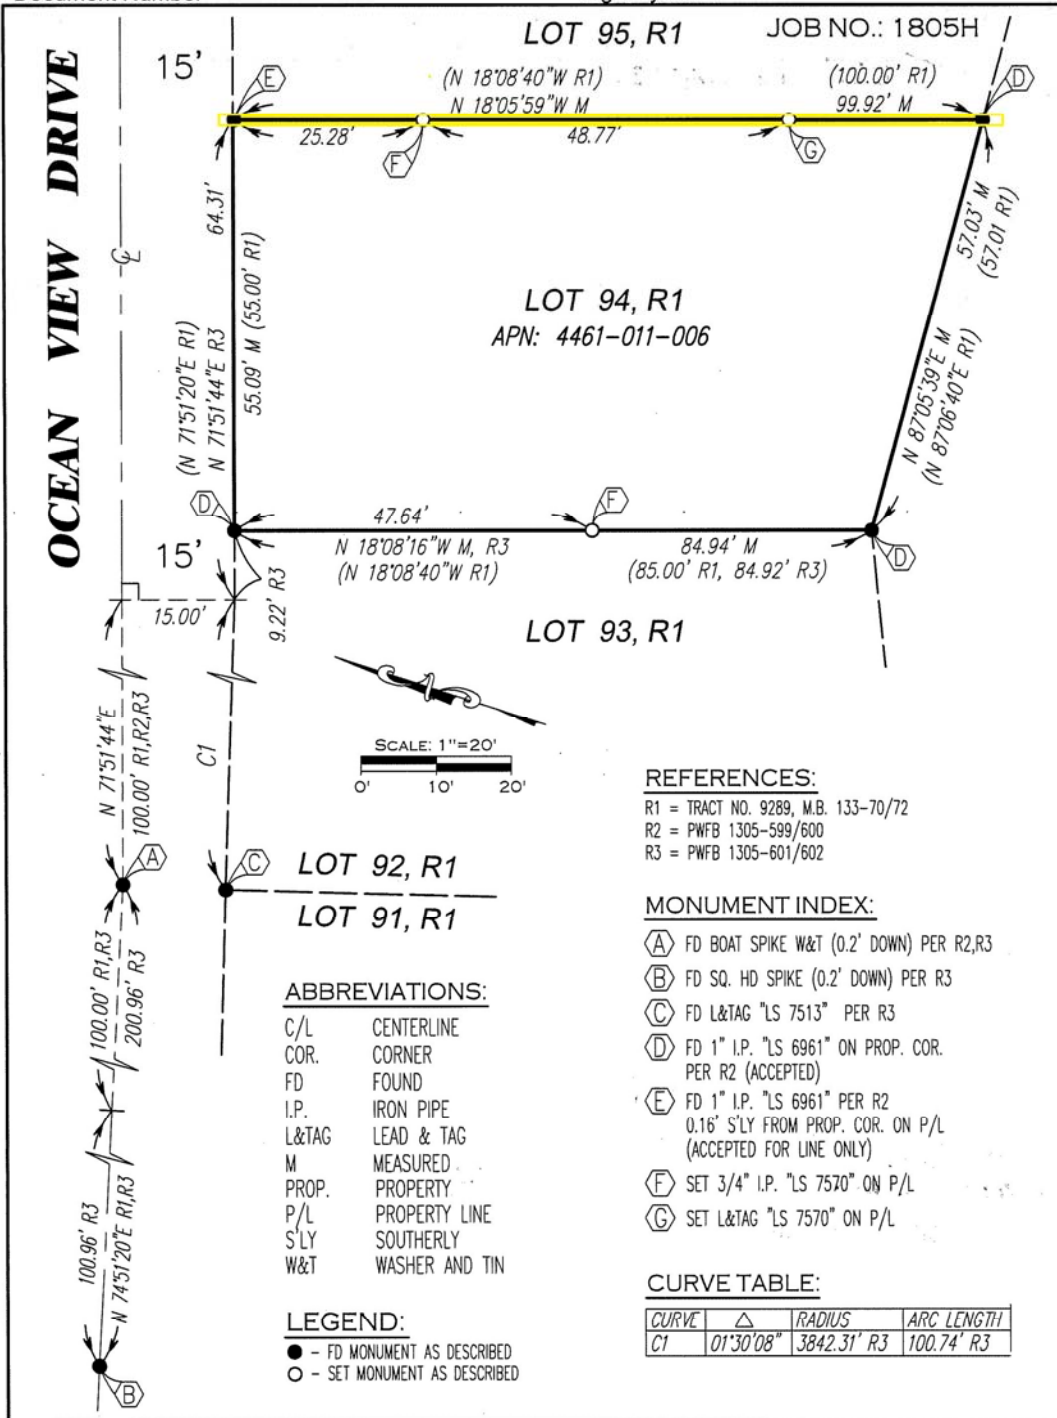 LOT 95, R1
JOB NO.: 1805H
OCEAN VIEW DRIVE
15'
E
(N 18°08'40"W R1)
N 18°05'59"W M
(100.00' R1)
99.92' M
D
25.28'
F
48.77'
G
64.31'
57.03' M
(57.01 R1)
℄
LOT 94, R1
APN: 4461-011-006
(N 71°51'20"E R1)
N 71°51'44"E R3
55.09' M (55.00' R1)
N 87°05'39"E M
(N 87°06'40"E R1)
D
47.64'
F
15'
N 18°08'16"W M, R3
(N 18°08'40"W R1)
84.94' M
(85.00' R1, 84.92' R3)
D
15.00'
9.22' R3
LOT 93, R1
N 71°51'44"E
100.00' R1,R2,R3
C1
SCALE: 1"=20'
0' 10' 20'
A
C
LOT 92, R1
LOT 91, R1
100.00' R1,R3
200.96' R3
100.96' R3
N 74°51'20"E R1,R3
B
REFERENCES:
R1 = TRACT NO. 9289, M.B. 133-70/72
R2 = PWFB 1305-599/600
R3 = PWFB 1305-601/602
MONUMENT INDEX:
A FD BOAT SPIKE W&T (0.2' DOWN) PER R2,R3
B FD SQ. HD SPIKE (0.2' DOWN) PER R3
C FD L&TAG "LS 7513" PER R3
D FD 1" I.P. "LS 6961" ON PROP. COR.
PER R2 (ACCEPTED)
E FD 1" I.P. "LS 6961" PER R2
0.16' S'LY FROM PROP. COR. ON P/L
(ACCEPTED FOR LINE ONLY)
F SET 3/4" I.P. "LS 7570" ON P/L
G SET L&TAG "LS 7570" ON P/L
ABBREVIATIONS:
C/L CENTERLINE
COR. CORNER
FD FOUND
I.P. IRON PIPE
L&TAG LEAD & TAG
M MEASURED
PROP. PROPERTY
P/L PROPERTY LINE
S'LY SOUTHERLY
W&T WASHER AND TIN
LEGEND:
● - FD MONUMENT AS DESCRIBED
○ - SET MONUMENT AS DESCRIBED
CURVE TABLE:
CURVE △ RADIUS ARC LENGTH
C1 01°30'08" 3842.31' R3 100.74' R3